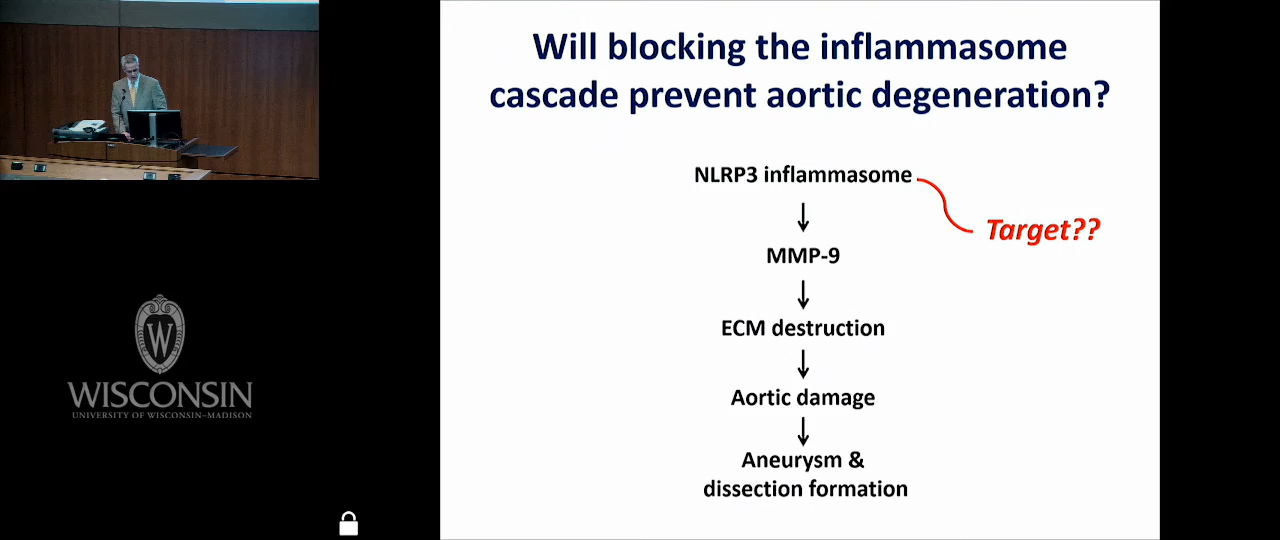 Will blocking the inflammasome
cascade prevent aortic degeneration?
NLRP3 inflammasome
Target??
MMP-9
ECM destruction
Aortic damage
Aneurysm &
dissection formation
W
WISCONSIN
UNIVERSITY OF WISCONSIN–MADISON